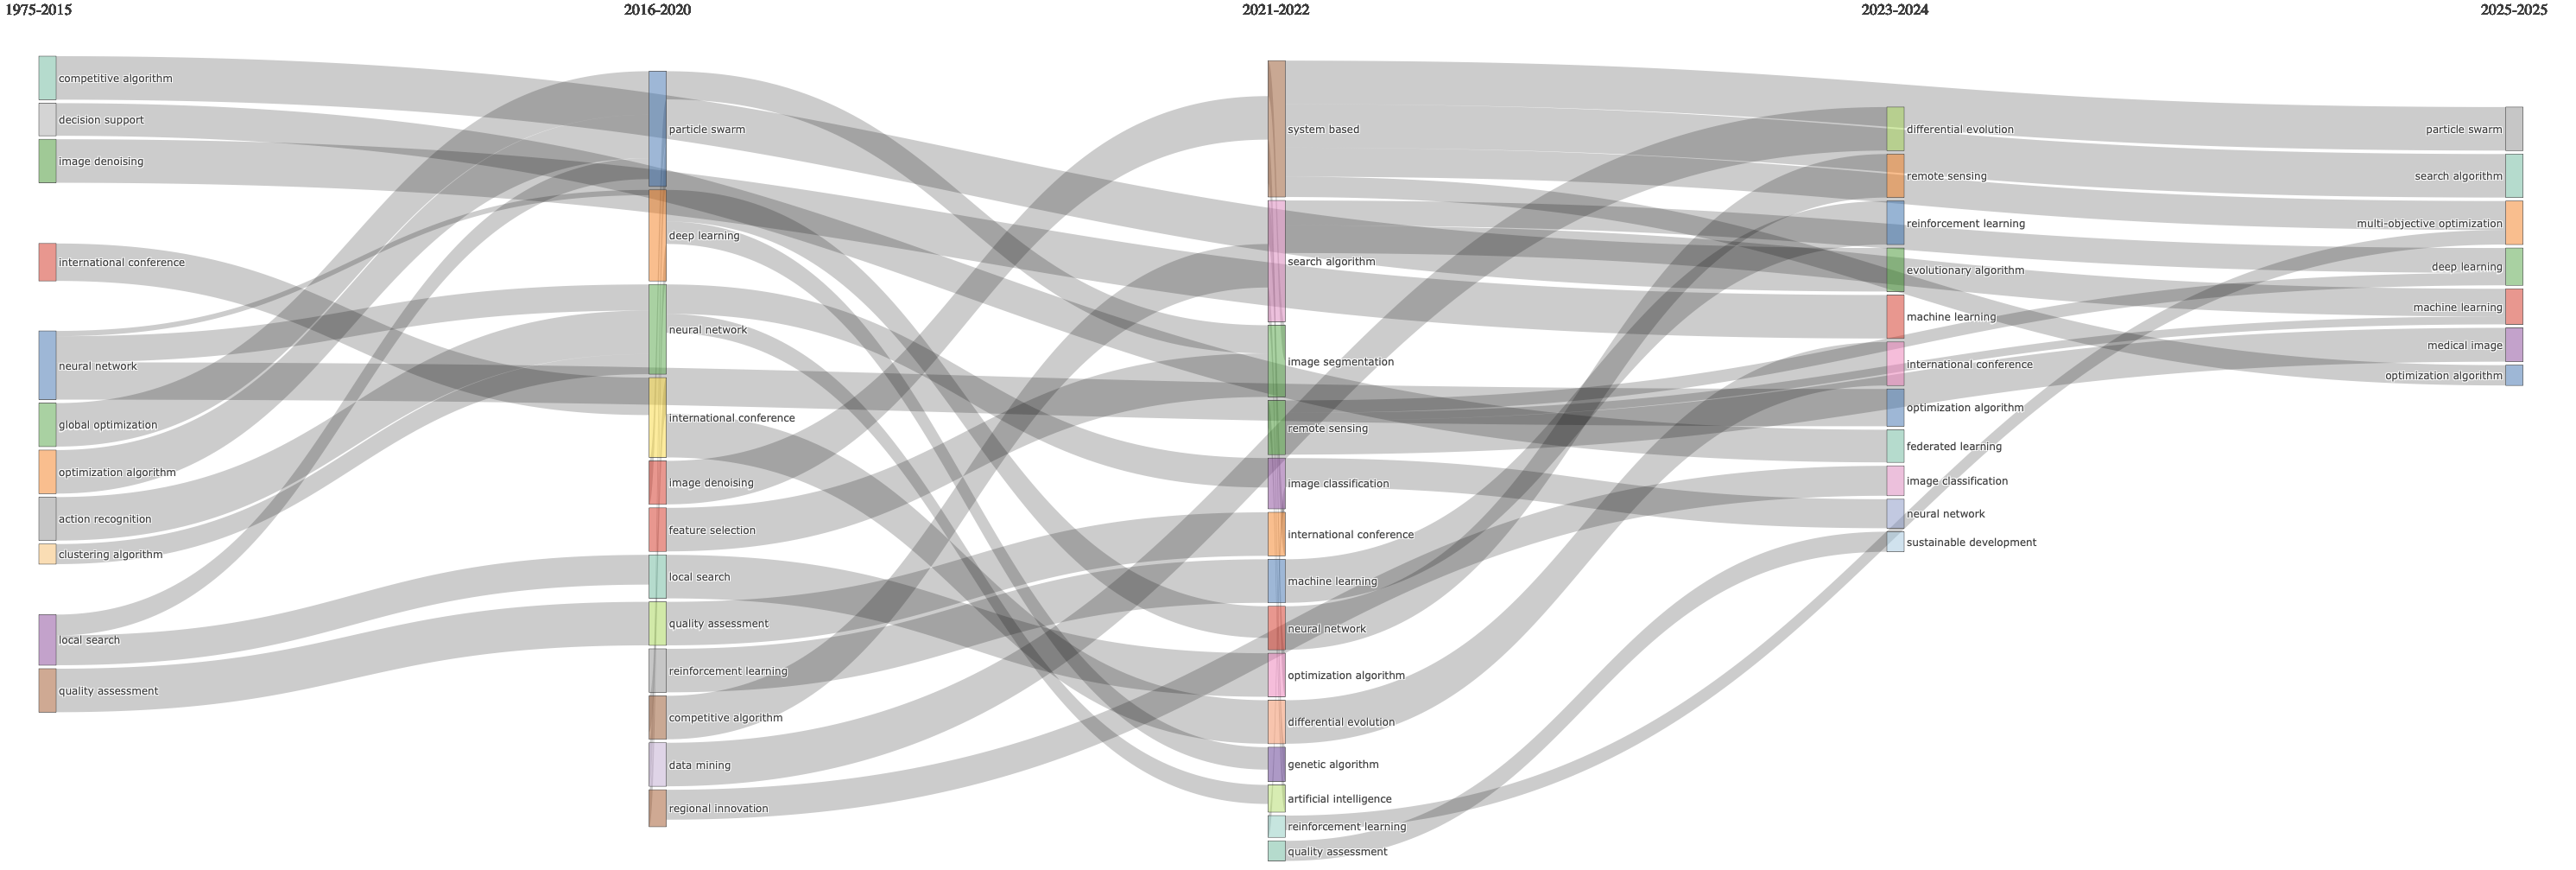 1975-2015
2016-2020
2021-2022
2023-2024
2025-2025
competitive algorithm
decision support
image denoising
international conference
neural network
global optimization
optimization algorithm
action recognition
clustering algorithm
local search
quality assessment
particle swarm
deep learning
neural network
international conference
image denoising
feature selection
local search
quality assessment
reinforcement learning
competitive algorithm
data mining
regional innovation
system based
search algorithm
image segmentation
remote sensing
image classification
international conference
machine learning
neural network
optimization algorithm
differential evolution
genetic algorithm
artificial intelligence
reinforcement learning
quality assessment
differential evolution
remote sensing
reinforcement learning
evolutionary algorithm
machine learning
international conference
optimization algorithm
federated learning
image classification
neural network
sustainable development
particle swarm
search algorithm
multi-objective optimization
deep learning
machine learning
medical image
optimization algorithm